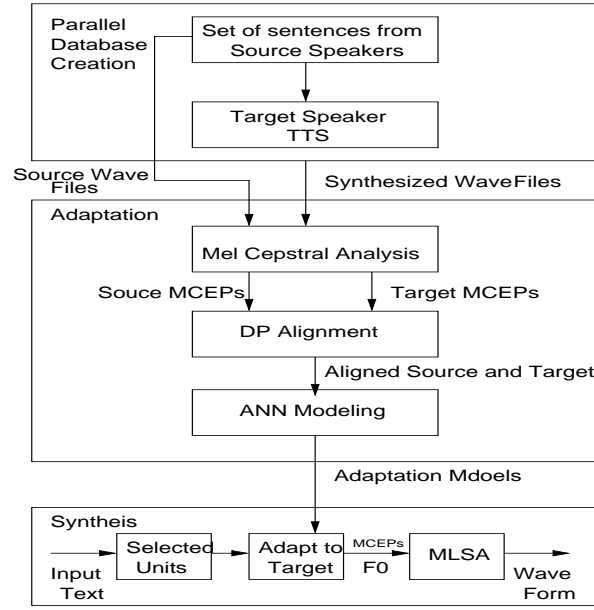 Parallel
Database
Creation
Set of sentences from
Source Speakers
Target Speaker
TTS
Source Wave
Files
Synthesized WaveFiles
Adaptation
Mel Cepstral Analysis
Souce MCEPs
Target MCEPs
DP Alignment
Aligned Source and Target
ANN Modeling
Adaptation Mdoels
Syntheis
Input
Text
Selected
Units
Adapt to
Target
MCEPs
F0
MLSA
Wave
Form